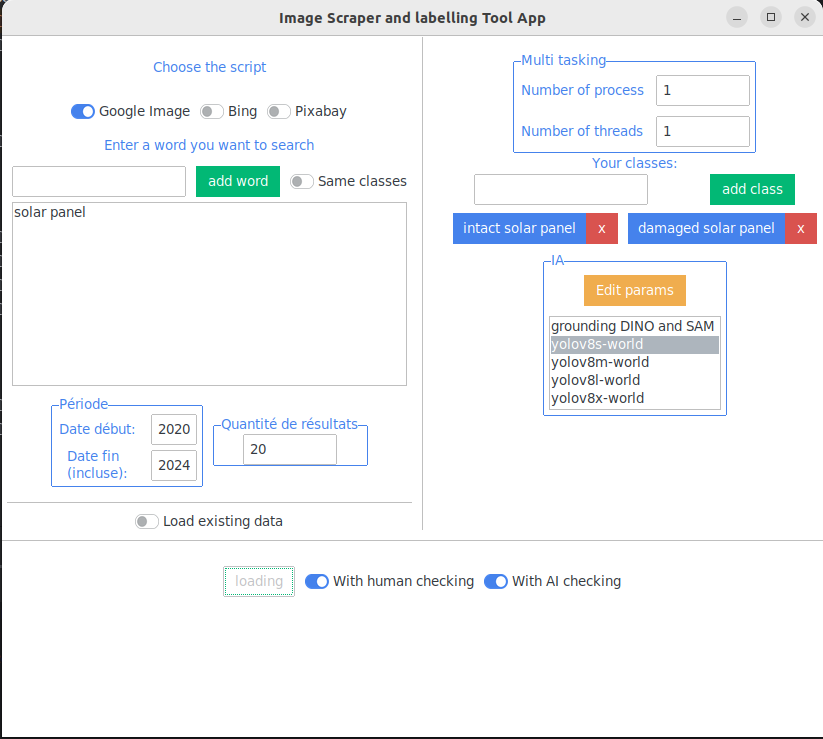 Image Scraper and labelling Tool App
Choose the script
Google Image Bing Pixabay
Enter a word you want to search
add word Same classes
solar panel
Période
Date début: 2020
Date fin
(incluse): 2024
Quantité de résultats
20
Load existing data
Multi tasking
Number of process 1
Number of threads 1
Your classes:
add class
intact solar panel x damaged solar panel x
IA
Edit params
grounding DINO and SAM
yolov8s-world
yolov8m-world
yolov8l-world
yolov8x-world
loading With human checking With AI checking